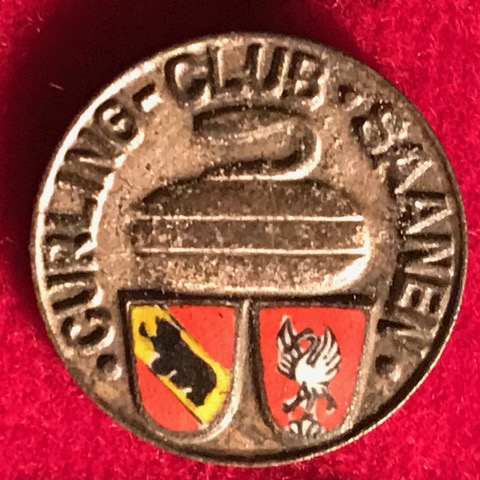 • CURLING-CLUB • SAANEN •